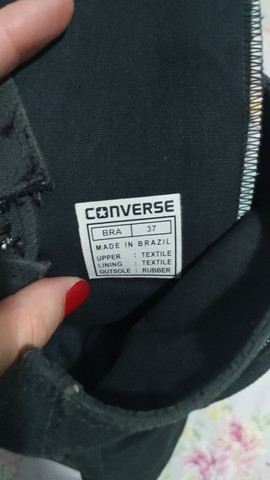 CONVERSE
BRA 37
MADE IN BRAZIL
UPPER : TEXTILE
LINING : TEXTILE
OUTSOLE : RUBBER